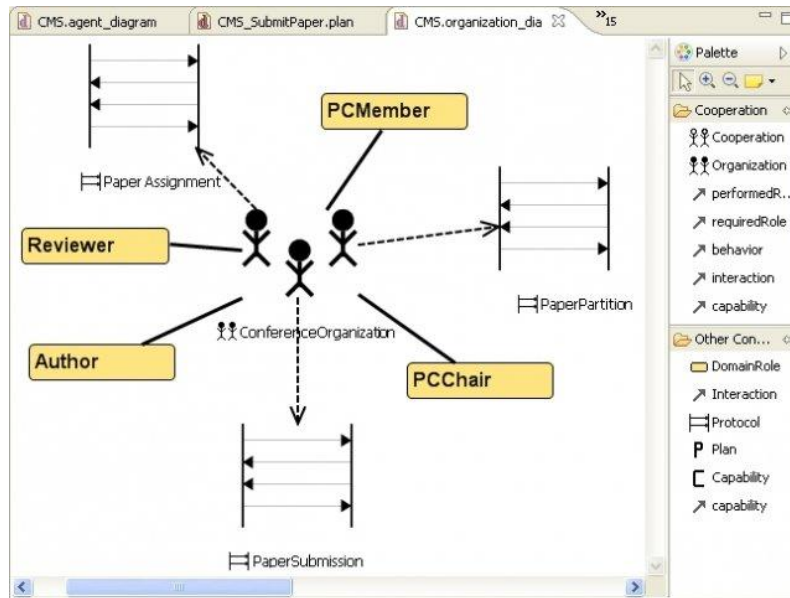 CMS.agent_diagram
CMS_SubmitPaper.plan
CMS.organization_dia
»15
PCMember
Paper Assignment
Reviewer
PaperPartition
ConferenceOrganization
Author
PCChair
PaperSubmission
Palette
Cooperation
Cooperation
Organization
performedR..
requiredRole
behavior
interaction
capability
Other Con...
DomainRole
Interaction
Protocol
P Plan
C Capability
capability